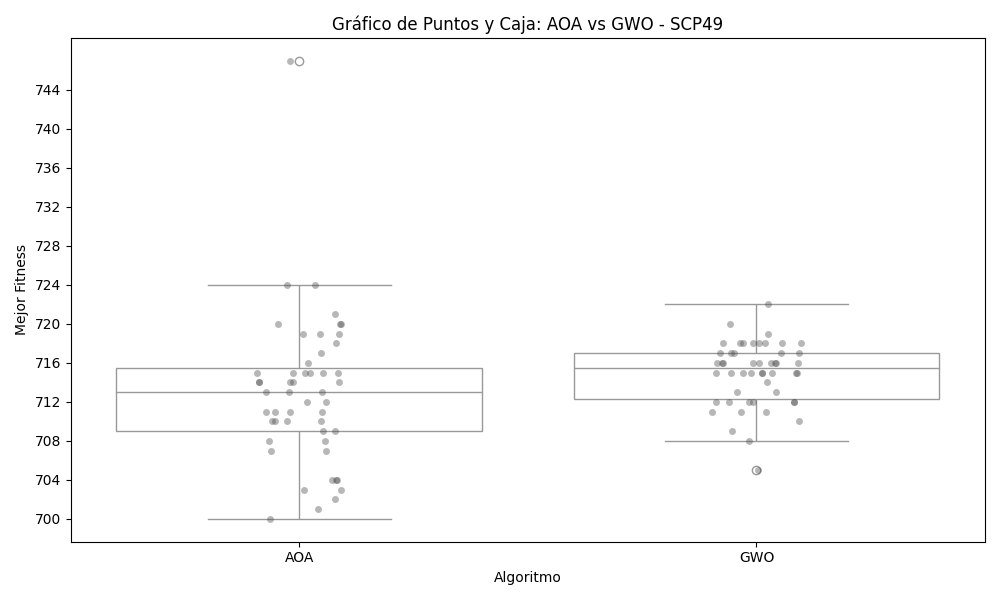 Gráfico de Puntos y Caja: AOA vs GWO - SCP49
Mejor Fitness
744
740
736
732
728
724
720
716
712
708
704
700
AOA
GWO
Algoritmo